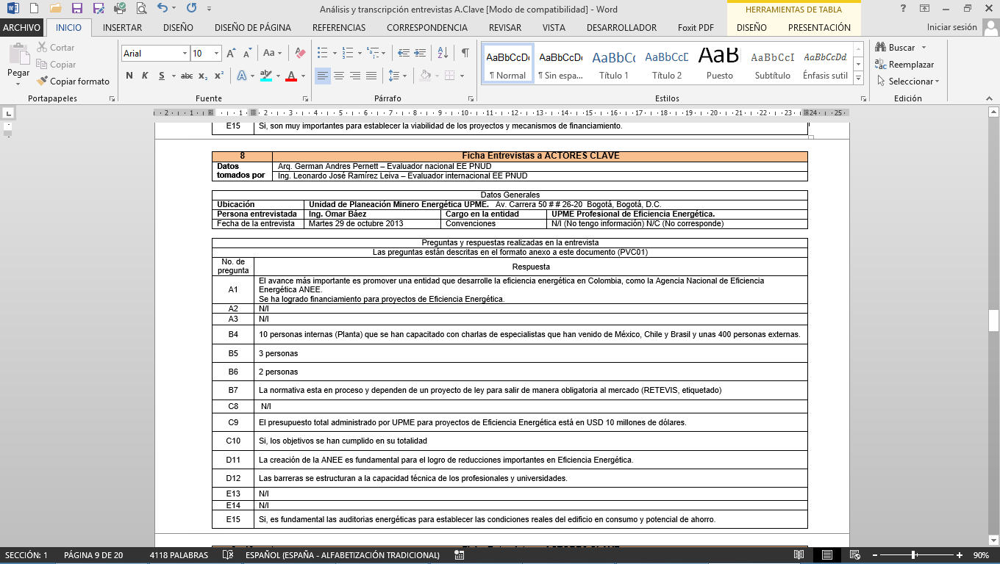 Análisis y transcripción entrevistas A.Clave [Modo de compatibilidad] - Word
HERRAMIENTAS DE TABLA
ARCHIVO INICIO INSERTAR DISEÑO DISEÑO DE PÁGINA REFERENCIAS CORRESPONDENCIA REVISAR VISTA DESARROLLADOR Foxit PDF DISEÑO PRESENTACIÓN Iniciar sesión
Pegar
Cortar
Copiar
Copiar formato
Portapapeles
Arial 10
N K S abc x₂ x²
Fuente
Párrafo
AaBbCcDc ¶ Normal
AaBbCcDc ¶ Sin espa...
AaBbCc Título 1
AaBbCcD Título 2
AaB Puesto
AaBbCcI Subtítulo
AaBbCcDd. Énfasis sutil
Estilos
Buscar
Reemplazar
Seleccionar
Edición
E15 Si, son muy importantes para establecer la viabilidad de los proyectos y mecanismos de financiamiento.
8 Ficha Entrevistas a ACTORES CLAVE
Datos tomados por
Arq. German Andres Pernett – Evaluador nacional EE PNUD
Ing. Leonardo José Ramírez Leiva – Evaluador internacional EE PNUD
Datos Generales
Ubicación Unidad de Planeación Minero Energética UPME. Av. Carrera 50 # # 26-20 Bogotá, Bogotá, D.C.
Persona entrevistada Ing. Omar Báez Cargo en la entidad UPME Profesional de Eficiencia Energética.
Fecha de la entrevista Martes 29 de octubre 2013 Convenciones N/I (No tengo información) N/C (No corresponde)
Preguntas y respuestas realizadas en la entrevista
Las preguntas están descritas en el formato anexo a este documento (PVC01)
No. de pregunta Respuesta
A1 El avance más importante es promover una entidad que desarrolle la eficiencia energética en Colombia, como la Agencia Nacional de Eficiencia
Energética ANEE.
Se ha logrado financiamiento para proyectos de Eficiencia Energética.
A2 N/I
A3 N/I
B4 10 personas internas (Planta) que se han capacitado con charlas de especialistas que han venido de México, Chile y Brasil y unas 400 personas externas.
B5 3 personas
B6 2 personas
B7 La normativa esta en proceso y dependen de un proyecto de ley para salir de manera obligatoria al mercado (RETEVIS, etiquetado)
C8 N/I
C9 El presupuesto total administrado por UPME para proyectos de Eficiencia Energética está en USD 10 millones de dólares.
C10 Si, los objetivos se han cumplido en su totalidad
D11 La creación de la ANEE es fundamental para el logro de reducciones importantes en Eficiencia Energética.
D12 Las barreras se estructuran a la capacidad técnica de los profesionales y universidades.
E13 N/I
E14 N/I
E15 Si, es fundamental las auditorias energéticas para establecer las condiciones reales del edificio en consumo y potencial de ahorro.
SECCIÓN: 1 PÁGINA 9 DE 20 4118 PALABRAS ESPAÑOL (ESPAÑA - ALFABETIZACIÓN TRADICIONAL) 90%